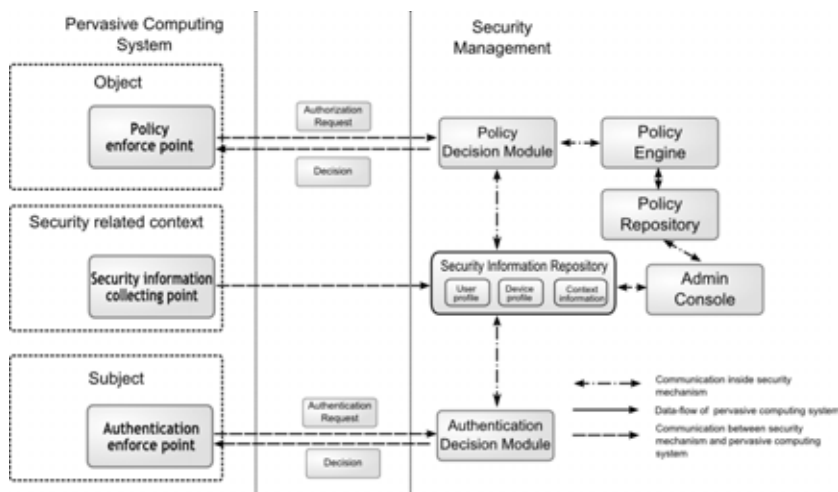 Pervasive Computing
System
Security
Management
Object
Policy
enforce point
Authorization
Request
Decision
Policy
Decision Module
Policy
Engine
Policy
Repository
Security related context
Security information
collecting point
Security Information Repository
User
profile
Device
profile
Context
information
Admin
Console
Subject
Authentication
enforce point
Authentication
Request
Decision
Authentication
Decision Module
Communication inside security
mechanism
Data-flow of pervasive computing system
Communication between security
mechanism and pervasive computing
system